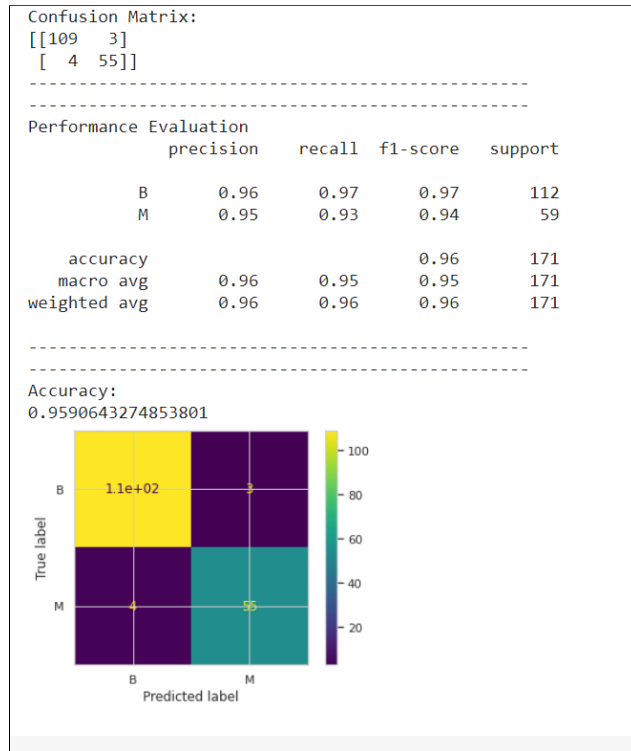 Confusion Matrix:
[[109   3]
 [  4  55]]
--------------------------------------------------
--------------------------------------------------
Performance Evaluation
              precision    recall  f1-score   support

           B       0.96      0.97      0.97       112
           M       0.95      0.93      0.94        59

    accuracy                           0.96       171
   macro avg       0.96      0.95      0.95       171
weighted avg       0.96      0.96      0.96       171

--------------------------------------------------
--------------------------------------------------
Accuracy:
0.9590643274853801
100
B 1.1e+02 3
80
True label
60
40
M 4 55
20
B M
Predicted label